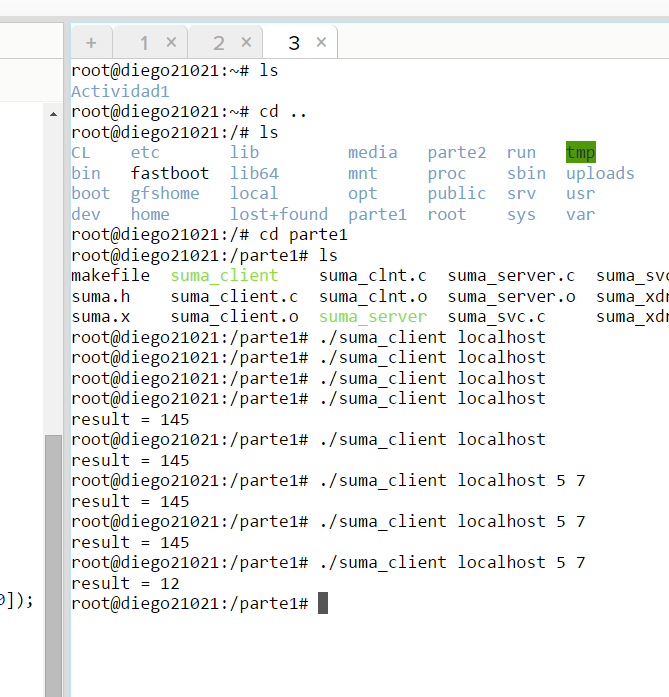 + 1 × 2 × 3 ×
root@diego21021:~# ls
Actividad1
root@diego21021:~# cd ..
root@diego21021:/# ls
CL etc lib media parte2 run tmp
bin fastboot lib64 mnt proc sbin uploads
boot gfshome local opt public srv usr
dev home lost+found parte1 root sys var
root@diego21021:/# cd parte1
root@diego21021:/parte1# ls
makefile suma_client suma_clnt.c suma_server.c suma_svc
suma.h suma_client.c suma_clnt.o suma_server.o suma_xdr
suma.x suma_client.o suma_server suma_svc.c suma_xdr
root@diego21021:/parte1# ./suma_client localhost
root@diego21021:/parte1# ./suma_client localhost
root@diego21021:/parte1# ./suma_client localhost
root@diego21021:/parte1# ./suma_client localhost
result = 145
root@diego21021:/parte1# ./suma_client localhost
result = 145
root@diego21021:/parte1# ./suma_client localhost 5 7
result = 145
root@diego21021:/parte1# ./suma_client localhost 5 7
result = 145
root@diego21021:/parte1# ./suma_client localhost 5 7
result = 12
0]);
root@diego21021:/parte1#